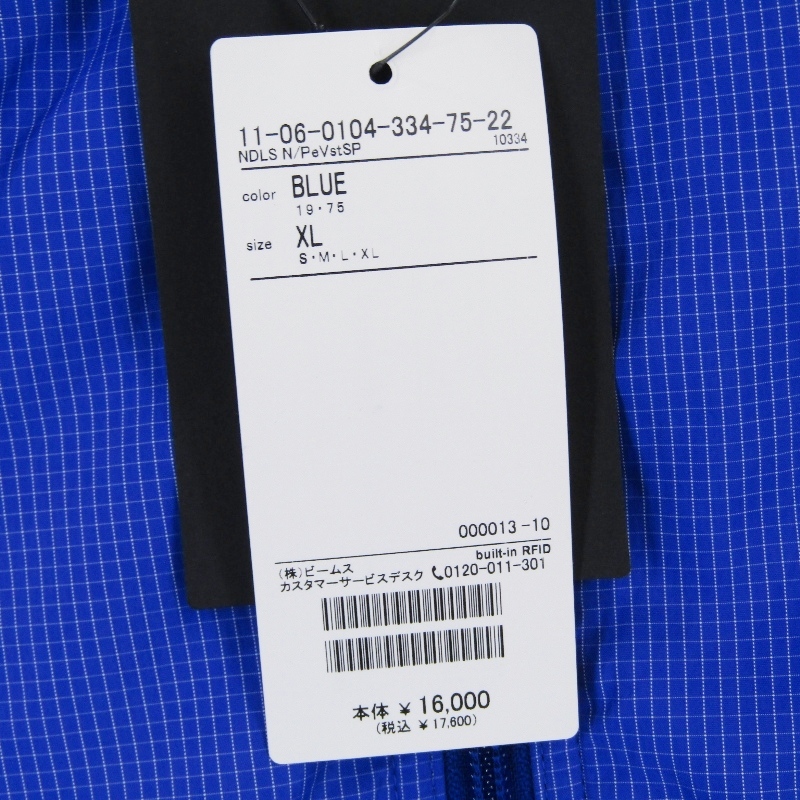 11-06-0104-334-75-22
NDLS N/PeVstSP 10334
color BLUE
19・75
size XL
S・M・L・XL
000013-10
built-in RFID
(株)ビームス
カスタマーサービスデスク 0120-011-301
本体 ¥ 16,000
(税込 ¥17,600)